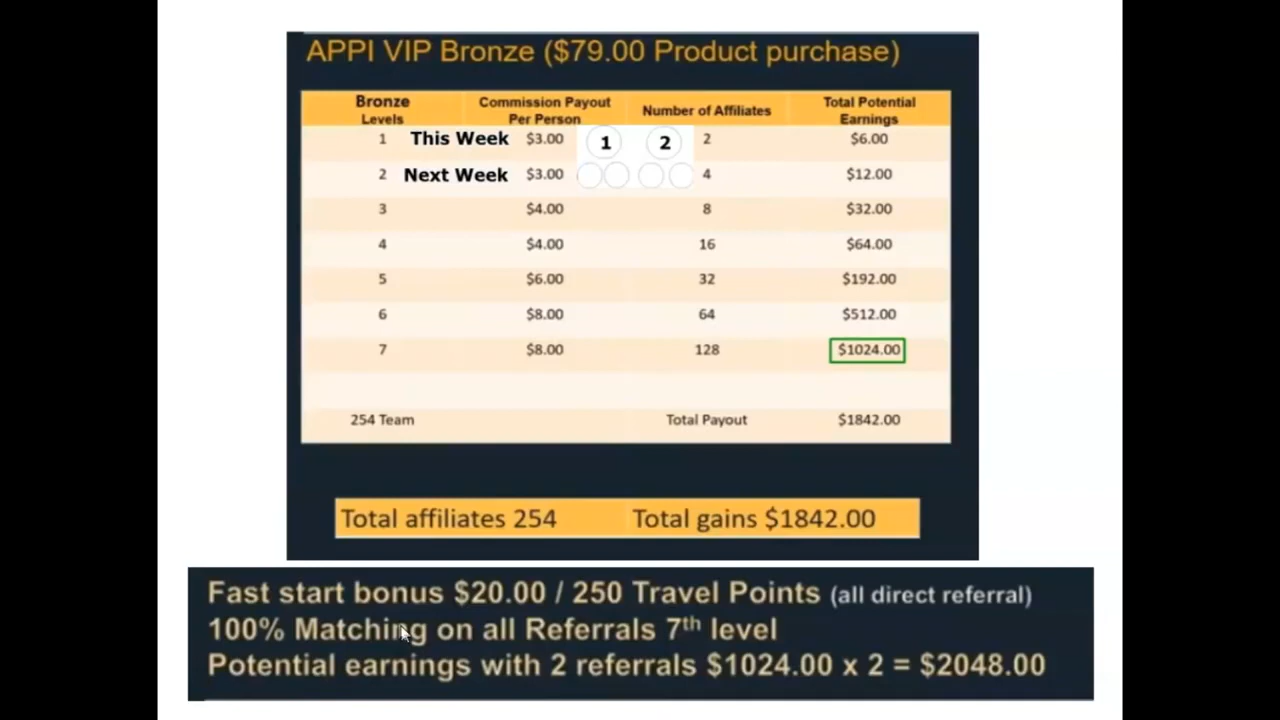 APPI VIP Bronze ($79.00 Product purchase)
Bronze Levels Commission Payout Per Person Number of Affiliates Total Potential Earnings
1 This Week $3.00 1 2 2 $6.00
2 Next Week $3.00 4 $12.00
3 $4.00 8 $32.00
4 $4.00 16 $64.00
5 $6.00 32 $192.00
6 $8.00 64 $512.00
7 $8.00 128 $1024.00
254 Team Total Payout $1842.00
Total affiliates 254 Total gains $1842.00
Fast start bonus $20.00 / 250 Travel Points (all direct referral)
100% Matching on all Referrals 7th level
Potential earnings with 2 referrals $1024.00 x 2 = $2048.00